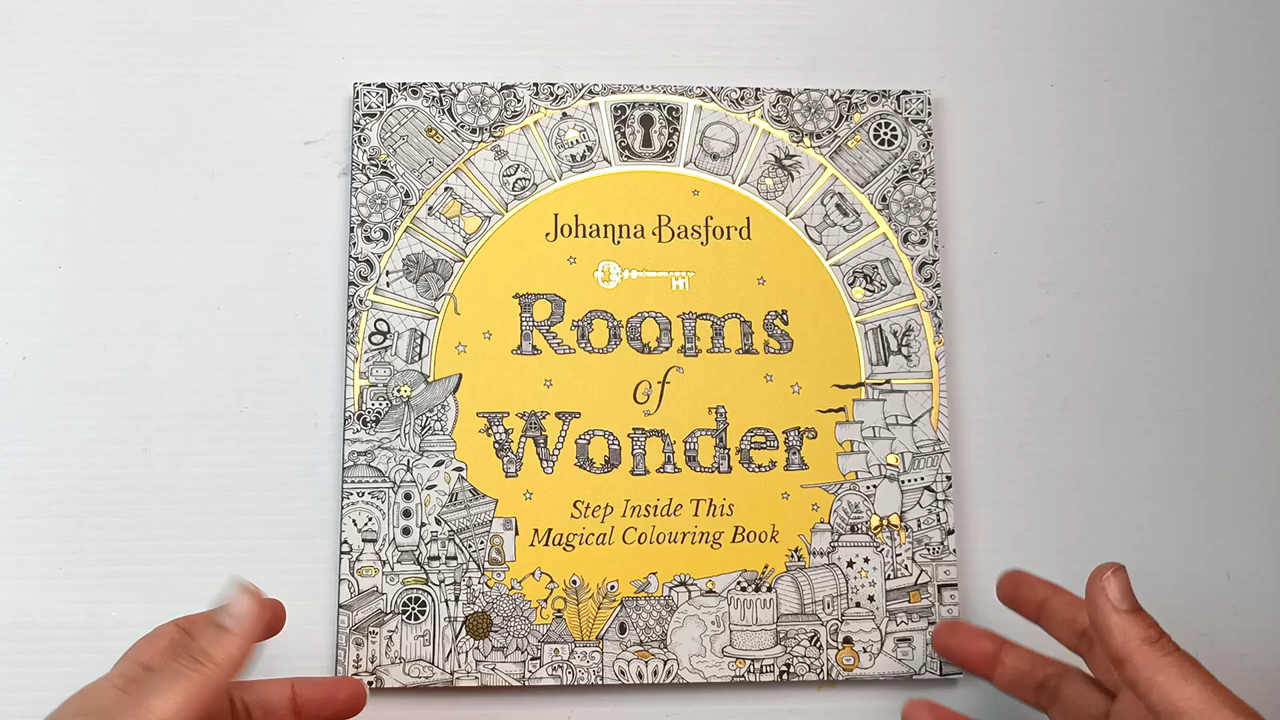 Johanna Basford
Rooms
of
Wonder
Step Inside This
Magical Colouring Book